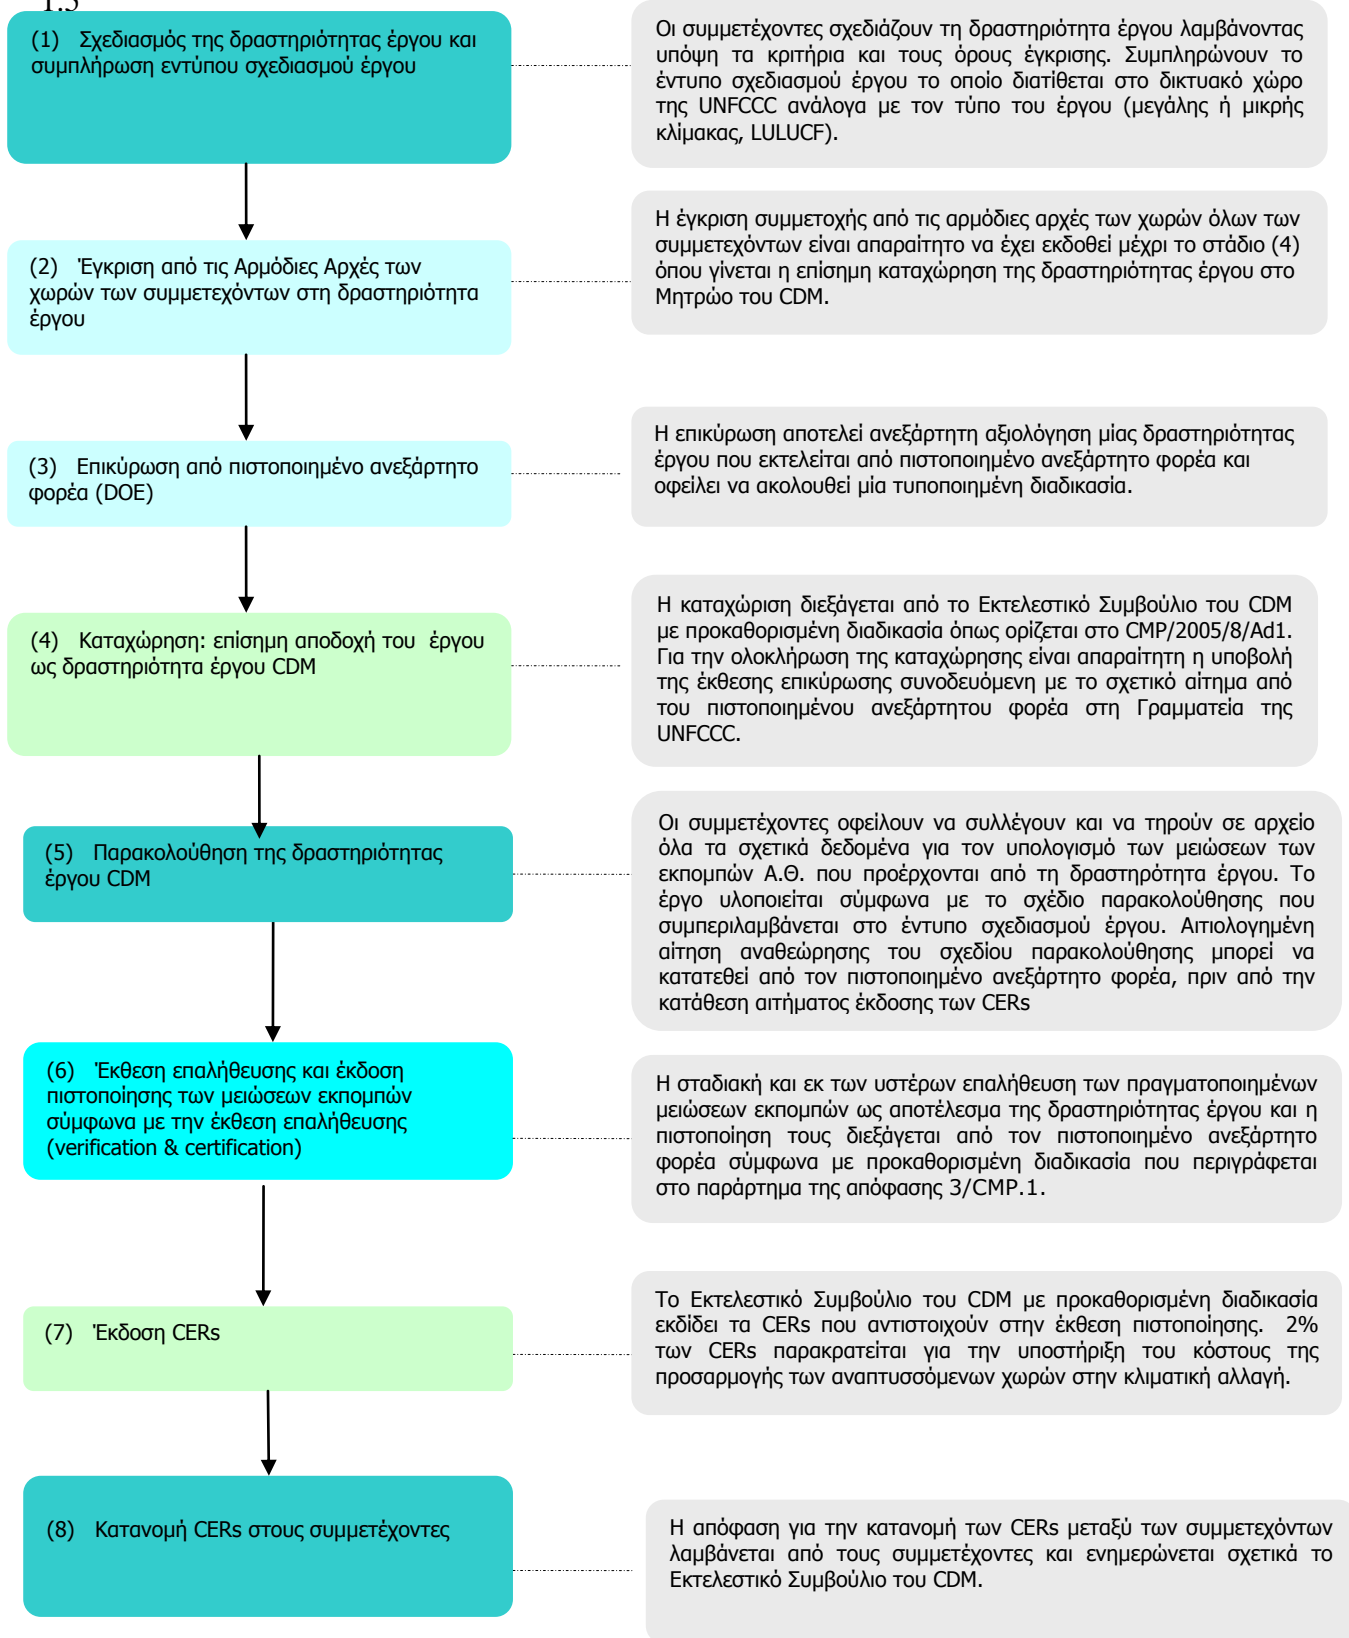 1.5
(1) Σχεδιασμός της δραστηριότητας έργου και
συμπλήρωση εντύπου σχεδιασμού έργου
Οι συμμετέχοντες σχεδιάζουν τη δραστηριότητα έργου λαμβάνοντας
υπόψη τα κριτήρια και τους όρους έγκρισης. Συμπληρώνουν το
έντυπο σχεδιασμού έργου το οποίο διατίθεται στο δικτυακό χώρο
της UNFCCC ανάλογα με τον τύπο του έργου (μεγάλης ή μικρής
κλίμακας, LULUCF).
(2) Έγκριση από τις Αρμόδιες Αρχές των
χωρών των συμμετεχόντων στη δραστηριότητα
έργου
Η έγκριση συμμετοχής από τις αρμόδιες αρχές των χωρών όλων των
συμμετεχόντων είναι απαραίτητο να έχει εκδοθεί μέχρι το στάδιο (4)
όπου γίνεται η επίσημη καταχώρηση της δραστηριότητας έργου στο
Μητρώο του CDM.
(3) Επικύρωση από πιστοποιημένο ανεξάρτητο
φορέα (DOE)
Η επικύρωση αποτελεί ανεξάρτητη αξιολόγηση μίας δραστηριότητας
έργου που εκτελείται από πιστοποιημένο ανεξάρτητο φορέα και
οφείλει να ακολουθεί μία τυποποιημένη διαδικασία.
(4) Καταχώρηση: επίσημη αποδοχή του έργου
ως δραστηριότητα έργου CDM
Η καταχώριση διεξάγεται από το Εκτελεστικό Συμβούλιο του CDM
με προκαθορισμένη διαδικασία όπως ορίζεται στο CMP/2005/8/Ad1.
Για την ολοκλήρωση της καταχώρησης είναι απαραίτητη η υποβολή
της έκθεσης επικύρωσης συνοδευόμενη με το σχετικό αίτημα από
του πιστοποιημένου ανεξάρτητου φορέα στη Γραμματεία της
UNFCCC.
(5) Παρακολούθηση της δραστηριότητας
έργου CDM
Οι συμμετέχοντες οφείλουν να συλλέγουν και να τηρούν σε αρχείο
όλα τα σχετικά δεδομένα για τον υπολογισμό των μειώσεων των
εκπομπών Α.Θ. που προέρχονται από τη δραστηρότητα έργου. Το
έργο υλοποιείται σύμφωνα με το σχέδιο παρακολούθησης που
συμπεριλαμβάνεται στο έντυπο σχεδιασμού έργου. Αιτιολογημένη
αίτηση αναθεώρησης του σχεδίου παρακολούθησης μπορεί να
κατατεθεί από τον πιστοποιημένο ανεξάρτητο φορέα, πριν από την
κατάθεση αιτήματος έκδοσης των CERs
(6) Έκθεση επαλήθευσης και έκδοση
πιστοποίησης των μειώσεων εκπομπών
σύμφωνα με την έκθεση επαλήθευσης
(verification & certification)
Η σταδιακή και εκ των υστέρων επαλήθευση των πραγματοποιημένων
μειώσεων εκπομπών ως αποτέλεσμα της δραστηριότητας έργου και η
πιστοποίηση τους διεξάγεται από τον πιστοποιημένο ανεξάρτητο
φορέα σύμφωνα με προκαθορισμένη διαδικασία που περιγράφεται
στο παράρτημα της απόφασης 3/CMP.1.
(7) Έκδοση CERs
Το Εκτελεστικό Συμβούλιο του CDM με προκαθορισμένη διαδικασία
εκδίδει τα CERs που αντιστοιχούν στην έκθεση πιστοποίησης. 2%
των CERs παρακρατείται για την υποστήριξη του κόστους της
προσαρμογής των αναπτυσσόμενων χωρών στην κλιματική αλλαγή.
(8) Κατανομή CERs στους συμμετέχοντες
Η απόφαση για την κατανομή των CERs μεταξύ των συμμετεχόντων
λαμβάνεται από τους συμμετέχοντες και ενημερώνεται σχετικά το
Εκτελεστικό Συμβούλιο του CDM.